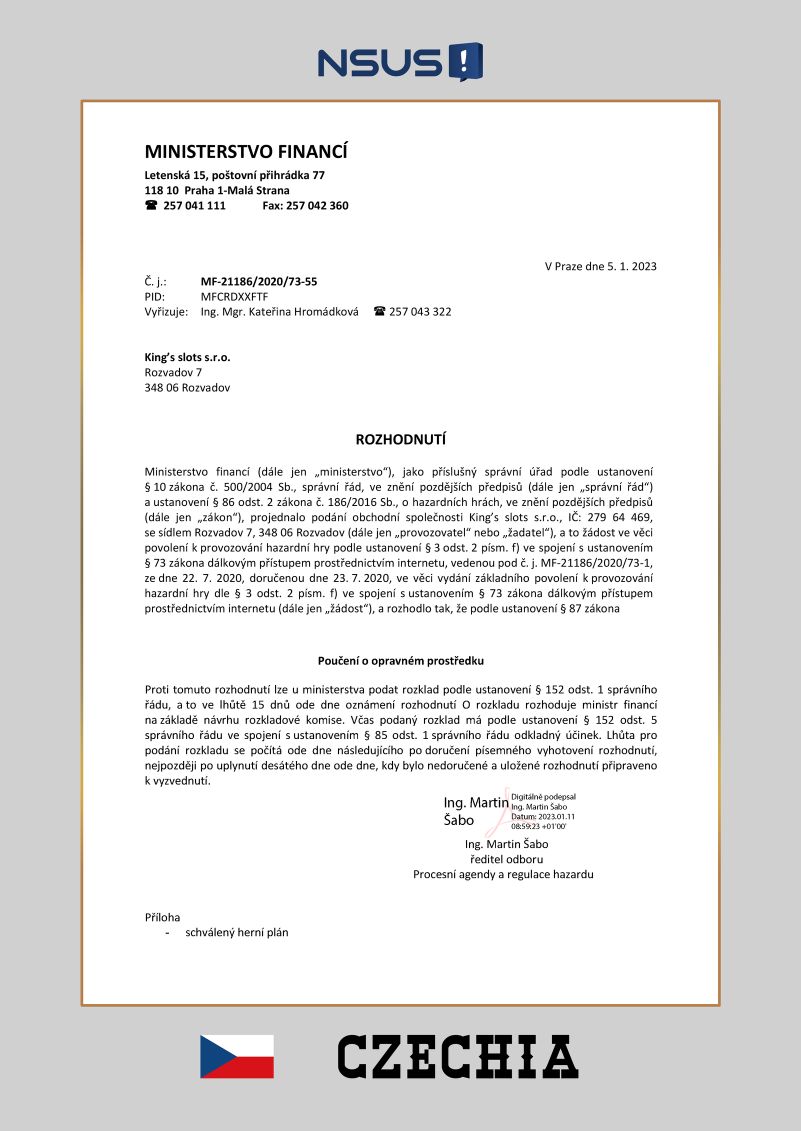 NSUS!
MINISTERSTVO FINANCÍ
Letenská 15, poštovní přihrádka 77
118 10 Praha 1-Malá Strana
☎ 257 041 111 Fax: 257 042 360
V Praze dne 5. 1. 2023
Č. j.: MF-21186/2020/73-55
PID: MFCRDXXFTF
Vyřizuje: Ing. Mgr. Kateřina Hromádková ☎ 257 043 322
King’s slots s.r.o.
Rozvadov 7
348 06 Rozvadov
ROZHODNUTÍ
Ministerstvo financí (dále jen „ministerstvo“), jako příslušný správní úřad podle ustanovení
§ 10 zákona č. 500/2004 Sb., správní řád, ve znění pozdějších předpisů (dále jen „správní řád“)
a ustanovení § 86 odst. 2 zákona č. 186/2016 Sb., o hazardních hrách, ve znění pozdějších předpisů
(dále jen „zákon“), projednalo podání obchodní společnosti King’s slots s.r.o., IČ: 279 64 469,
se sídlem Rozvadov 7, 348 06 Rozvadov (dále jen „provozovatel“ nebo „žadatel“), a to žádost ve věci
povolení k provozování hazardní hry podle ustanovení § 3 odst. 2 písm. f) ve spojení s ustanovením
§ 73 zákona dálkovým přístupem prostřednictvím internetu, vedenou pod č. j. MF-21186/2020/73-1,
ze dne 22. 7. 2020, doručenou dne 23. 7. 2020, ve věci vydání základního povolení k provozování
hazardní hry dle § 3 odst. 2 písm. f) ve spojení s ustanovením § 73 zákona dálkovým přístupem
prostřednictvím internetu (dále jen „žádost“), a rozhodlo tak, že podle ustanovení § 87 zákona
Poučení o opravném prostředku
Proti tomuto rozhodnutí lze u ministerstva podat rozklad podle ustanovení § 152 odst. 1 správního
řádu, a to ve lhůtě 15 dnů ode dne oznámení rozhodnutí O rozkladu rozhoduje ministr financí
na základě návrhu rozkladové komise. Včas podaný rozklad má podle ustanovení § 152 odst. 5
správního řádu ve spojení s ustanovením § 85 odst. 1 správního řádu odkladný účinek. Lhůta pro
podání rozkladu se počítá ode dne následujícího po doručení písemného vyhotovení rozhodnutí,
nejpozději po uplynutí desátého dne ode dne, kdy bylo nedoručené a uložené rozhodnutí připraveno
k vyzvednutí.
Ing. Martin
Šabo
Digitálně podepsal
Ing. Martin Šabo
Datum: 2023.01.11
08:59:23 +01'00'
Ing. Martin Šabo
ředitel odboru
Procesní agendy a regulace hazardu
Příloha
- schválený herní plán
CZECHIA